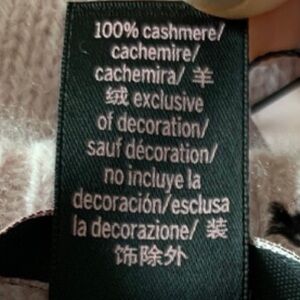 100% cashmere/
cachemire/
cachemira/ 羊
绒 exclusive
of decoration/
sauf décoration/
no incluye la
decoración/esclusa
la decorazione/ 装
饰除外